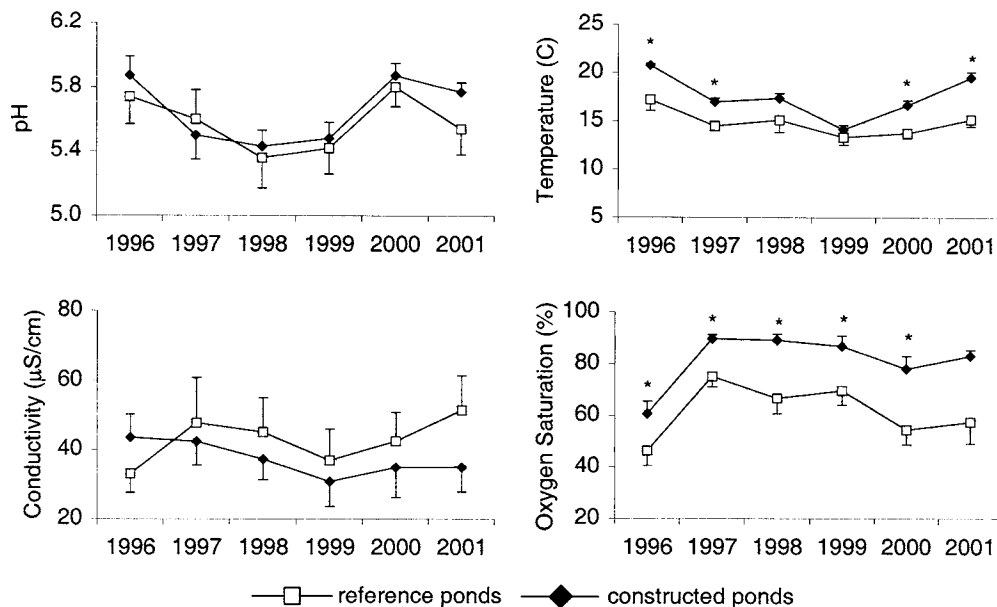 pH
6.2
5.8
5.4
5.0
1996 1997 1998 1999 2000 2001
Temperature (C)
25
20
15
10
5
* * * *
1996 1997 1998 1999 2000 2001
Conductivity (μS/cm)
80
60
40
20
1996 1997 1998 1999 2000 2001
Oxygen Saturation (%)
100
80
60
40
20
* * * * *
1996 1997 1998 1999 2000 2001
reference ponds constructed ponds